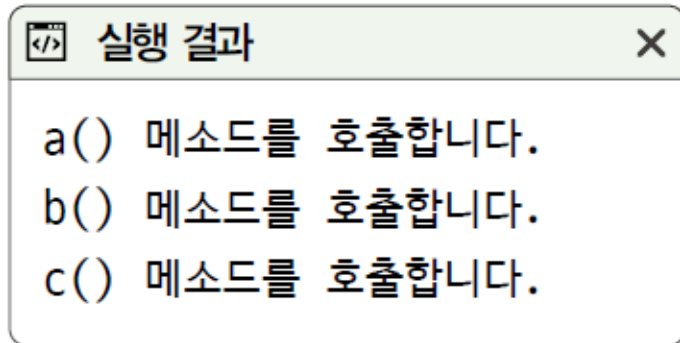 실행 결과
a() 메소드를 호출합니다.
b() 메소드를 호출합니다.
c() 메소드를 호출합니다.